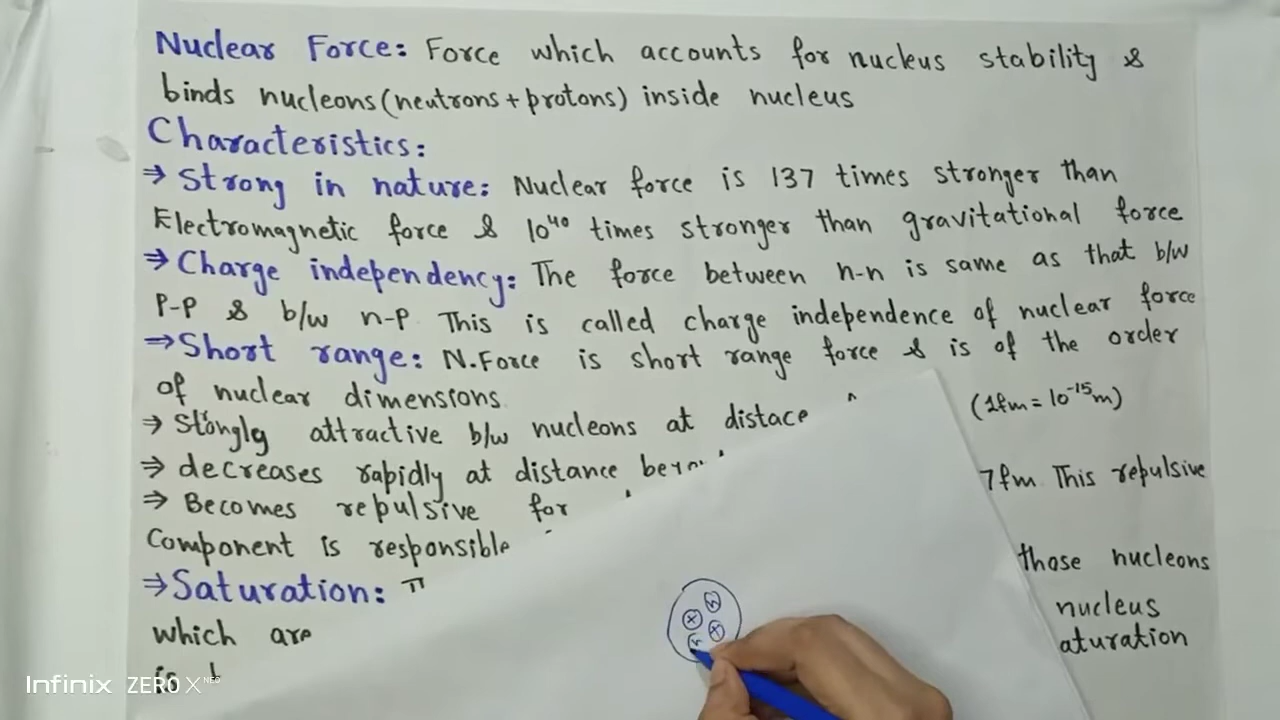 Nuclear Force: Force which accounts for nucleus stability &
binds nucleons (neutrons + protons) inside nucleus
Characteristics:
⇒ Strong in nature: Nuclear force is 137 times stronger than
Electromagnetic force & 10⁴⁰ times stronger than gravitational force
⇒ Charge independency: The force between n-n is same as that b/w
P-P & b/w n-P This is called charge independence of nuclear force
⇒ Short range: N.Force is short range force & is of the order
of nuclear dimensions.
⇒ Strongly attractive b/w nucleons at distace (1fm = 10⁻¹⁵m)
⇒ decreases rapidly at distance
⇒ Becomes repulsive for 7fm This repulsive
Component is responsible
⇒ Saturation: those nucleons
which are nucleus
aturation
Infinix ZERO X NEO